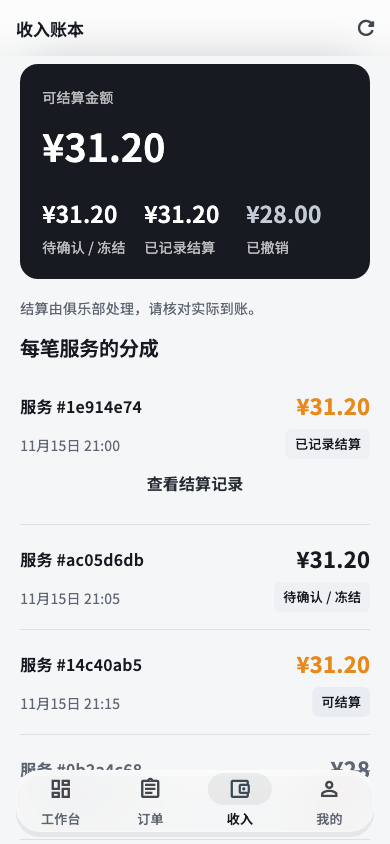 收入账本
可结算金额
¥31.20
¥31.20 ¥31.20 ¥28.00
待确认 / 冻结 已记录结算 已撤销
结算由俱乐部处理，请核对实际到账。
每笔服务的分成
服务 #1e914e74 ¥31.20
11月15日 21:00 已记录结算
查看结算记录
服务 #ac05d6db ¥31.20
11月15日 21:05 待确认 / 冻结
服务 #14c40ab5 ¥31.20
11月15日 21:15 可结算
服务 #0b2a4c68 ¥28
工作台 订单 收入 我的